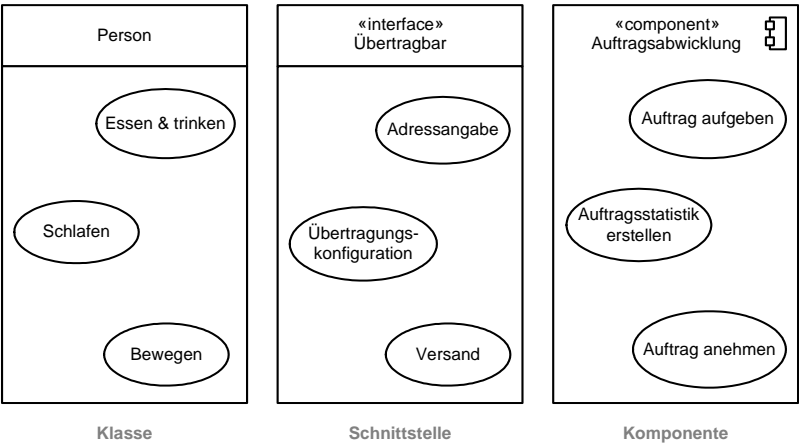 Person
Essen & trinken
Schlafen
Bewegen
Klasse
«interface»
Übertragbar
Adressangabe
Übertragungs-
konfiguration
Versand
Schnittstelle
«component»
Auftragsabwicklung
Auftrag aufgeben
Auftragsstatistik
erstellen
Auftrag anehmen
Komponente